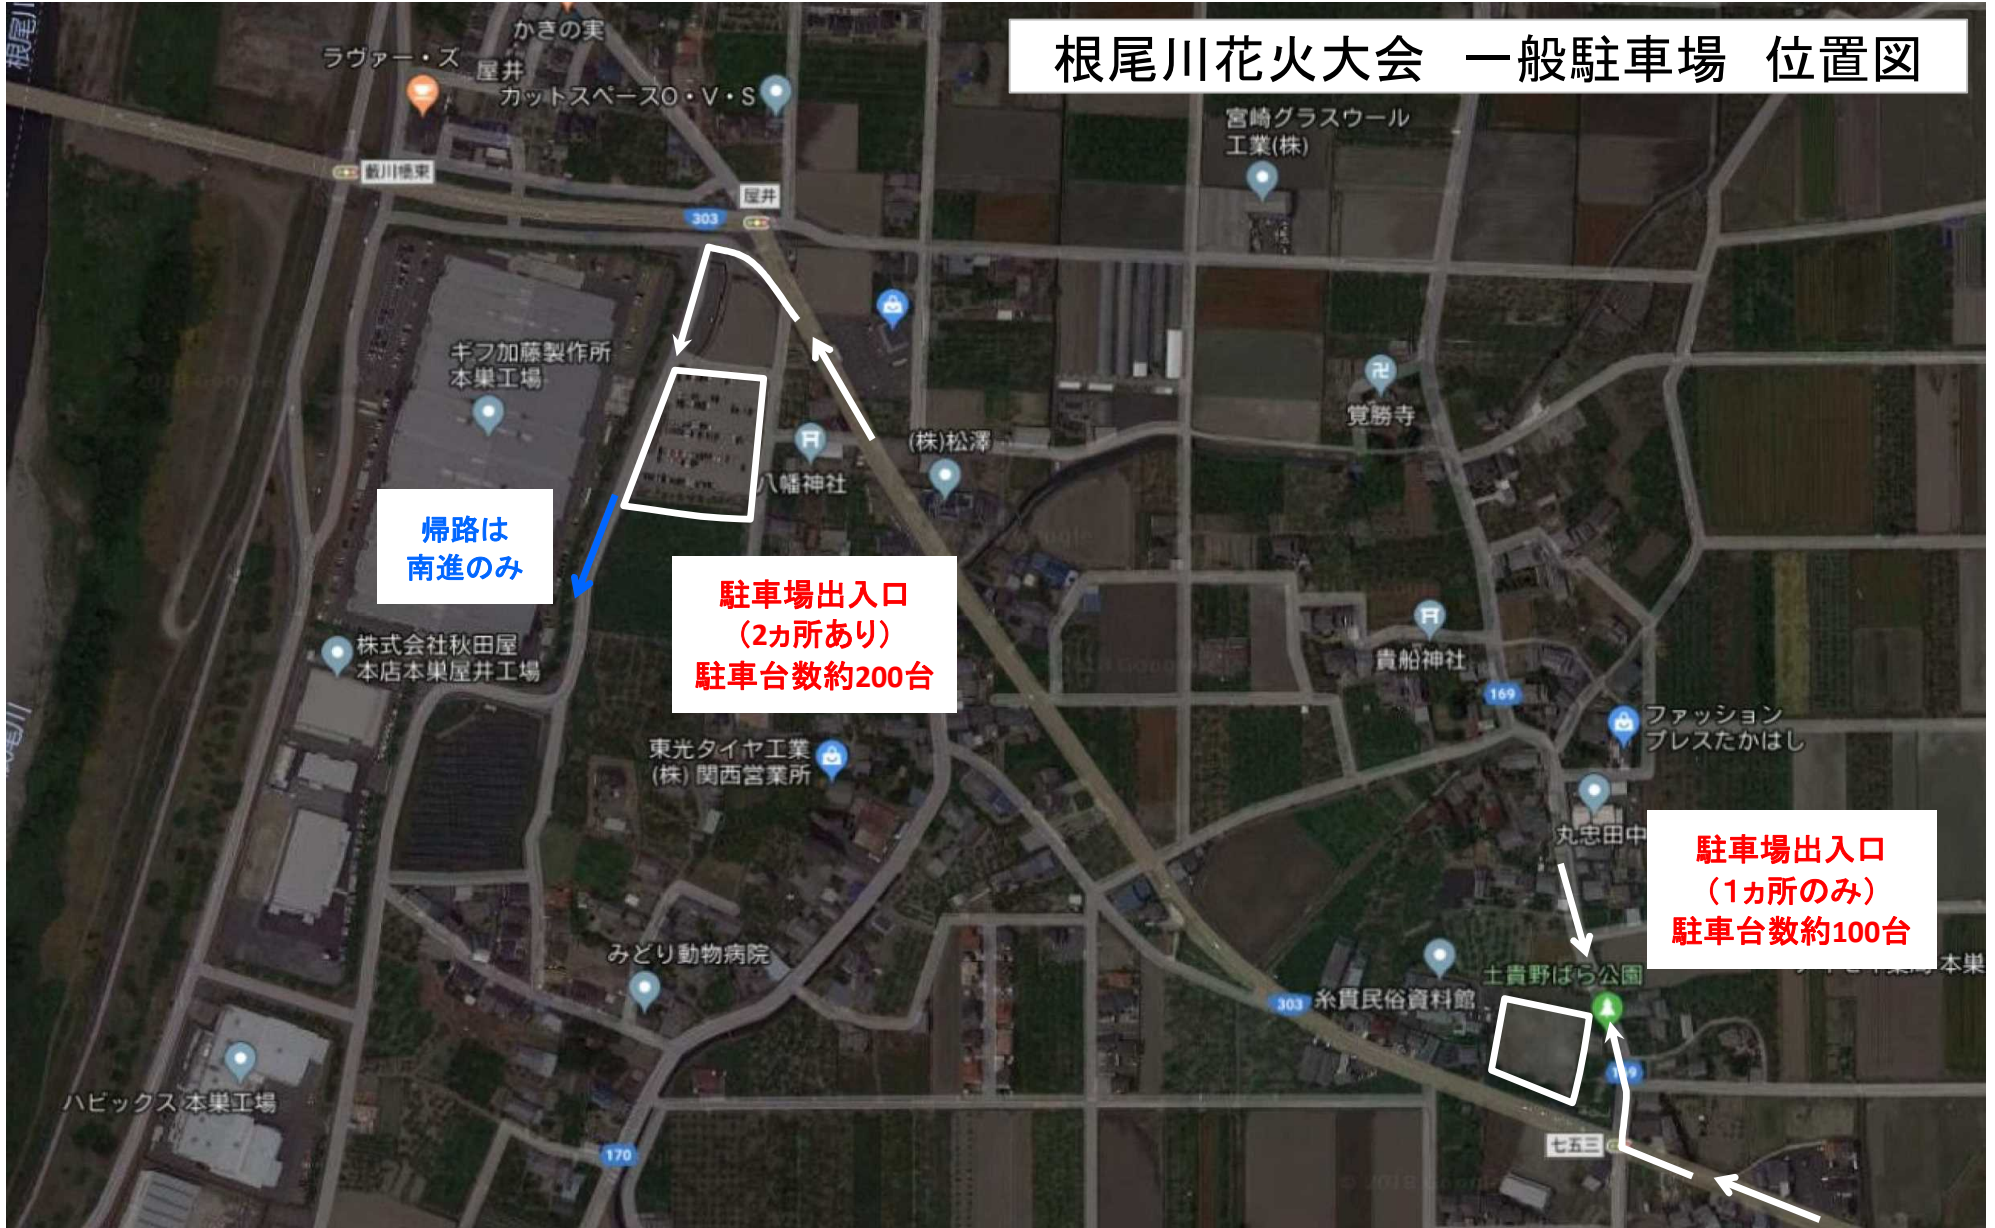 根尾川花火大会　一般駐車場　位置図
根尾川
かきの実
ラヴァー・ズ
屋井
カットスペースO・V・S
宮崎グラスウール
工業(株)
藪川橋東
屋井
303
ギフ加藤製作所
本巣工場
覚勝寺
(株)松澤
八幡神社
帰路は
南進のみ
駐車場出入口
（2ヵ所あり）
駐車台数約200台
株式会社秋田屋
本店本巣屋井工場
貴船神社
169
ファッション
プレスたかはし
東光タイヤ工業
(株) 関西営業所
丸忠田中
駐車場出入口
（1ヵ所のみ）
駐車台数約100台
みどり動物病院
土貴野ばら公園
本巣
303
糸貫民俗資料館
169
ハビックス 本巣工場
七五三
170